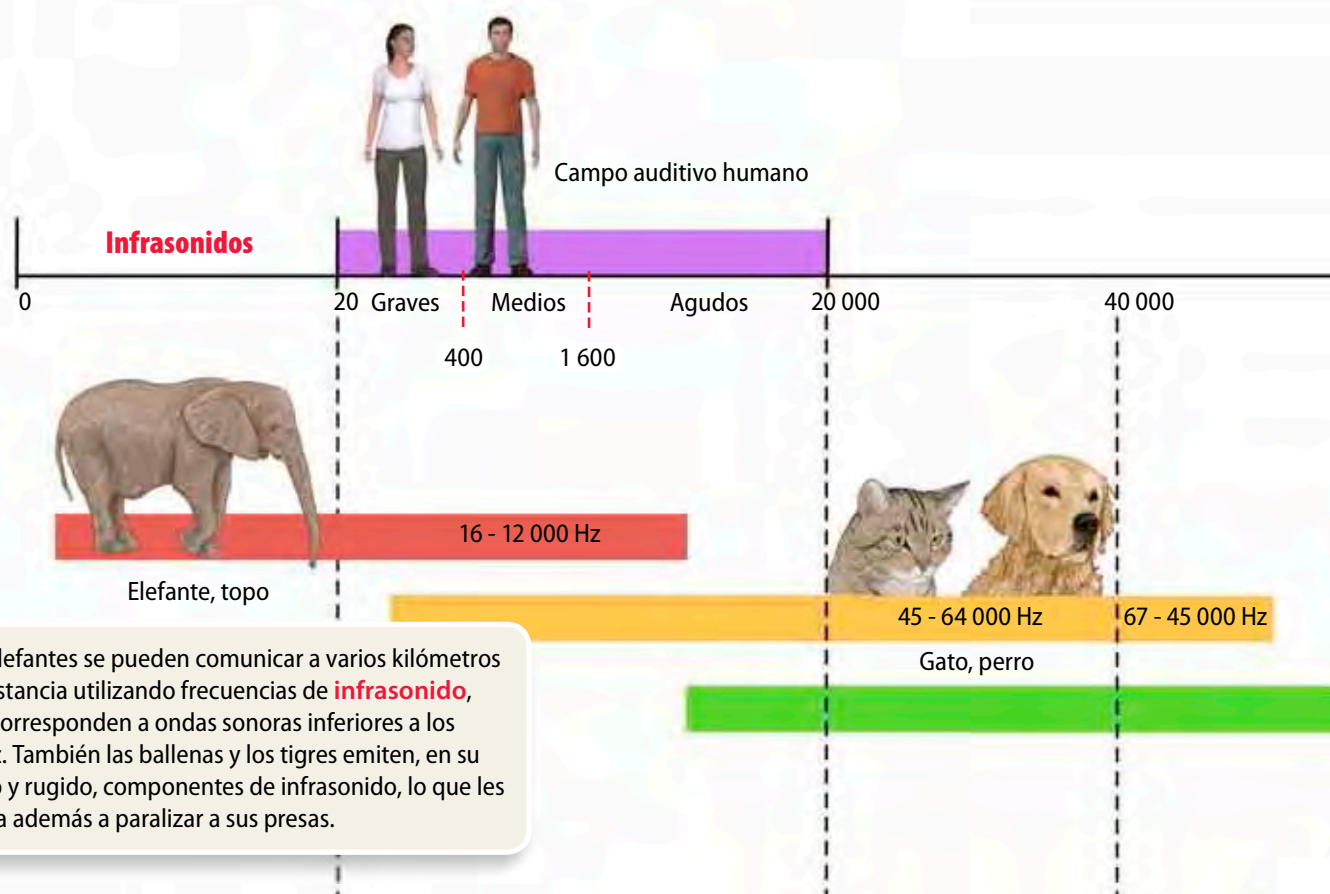 Campo auditivo humano
Infrasonidos
0
20 Graves Medios Agudos 20 000 40 000
400 1 600
16 - 12 000 Hz
Elefante, topo
45 - 64 000 Hz 67 - 45 000 Hz
Gato, perro
lefantes se pueden comunicar a varios kilómetros
stancia utilizando frecuencias de infrasonido,
orresponden a ondas sonoras inferiores a los
. También las ballenas y los tigres emiten, en su
o y rugido, componentes de infrasonido, lo que les
a además a paralizar a sus presas.